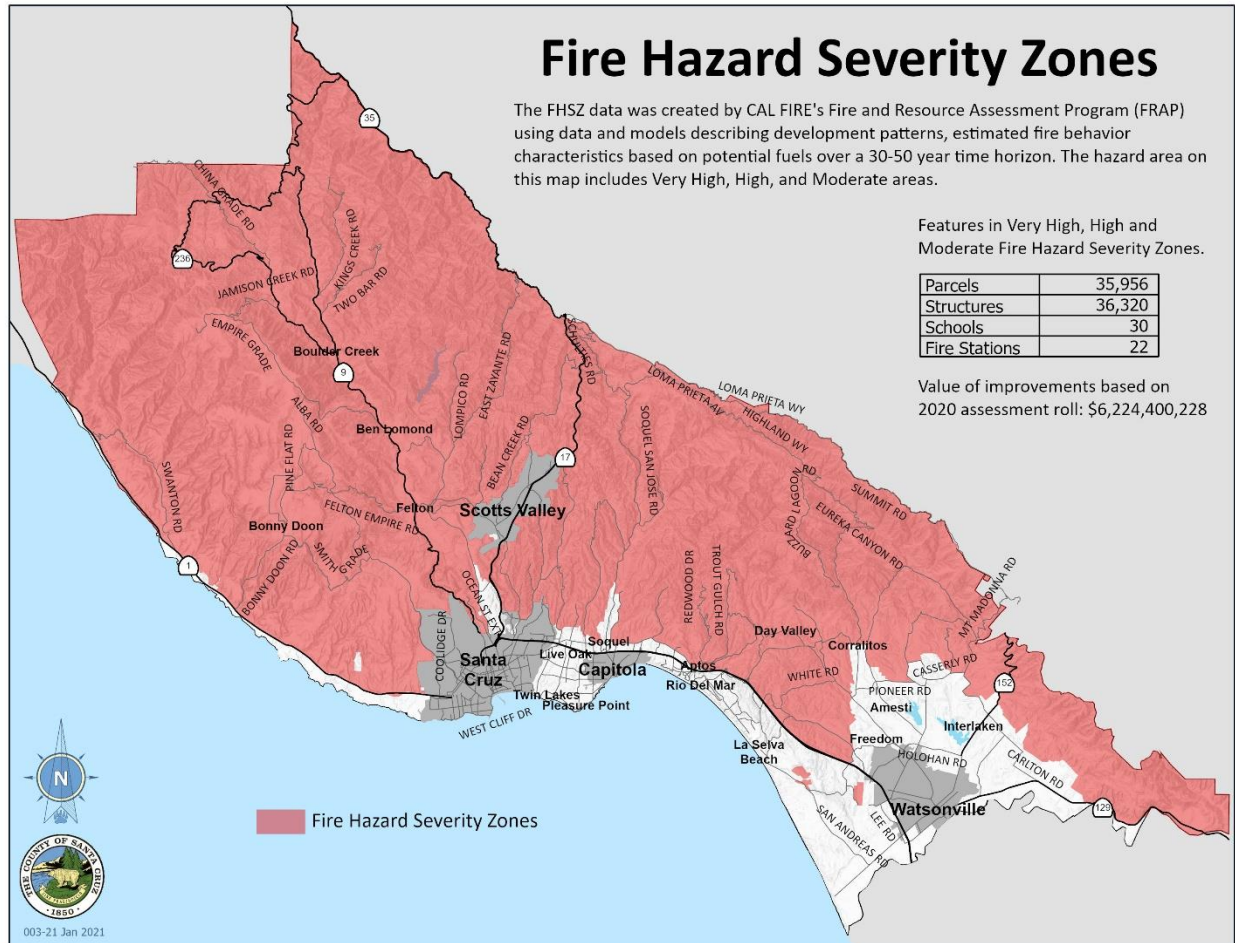 Fire Hazard Severity Zones
The FHSZ data was created by CAL FIRE's Fire and Resource Assessment Program (FRAP)
using data and models describing development patterns, estimated fire behavior
characteristics based on potential fuels over a 30-50 year time horizon. The hazard area on
this map includes Very High, High, and Moderate areas.
Features in Very High, High and
Moderate Fire Hazard Severity Zones.
Parcels 35,956
Structures 36,320
Schools 30
Fire Stations 22
Value of improvements based on
2020 assessment roll: $6,224,400,228
35
CHINA GRADE RD
236
KINGS CREEK RD
JAMISON CREEK RD
TWO BAR RD
EMPIRE GRADE
Boulder Creek
9
SCHULTIES RD
LOMA PRIETA AV
LOMA PRIETA WY
HIGHLAND WY
ALBA RD
LOMPICO RD
EAST ZAYANTE RD
Ben Lomond
SOQUEL SAN JOSE RD
PINE FLAT RD
BEAN CREEK RD
17
SWANTON RD
RD
SUMMIT RD
BUZZARD LAGOON
EUREKA CANYON RD
Felton
Scotts Valley
FELTON EMPIRE RD
Bonny Doon
SMITH
GRADE
1
BONNY DOON RD
OCEAN ST EXT
REDWOOD DR
TROUT GULCH RD
MT MADONNA RD
COOLIDGE DR
Day Valley
Soquel
Live Oak
Corralitos
Santa
Cruz
Capitola
Aptos
CASSERLY RD
WHITE RD
Rio Del Mar
152
Twin Lakes
Pleasure Point
PIONEER RD
Amesti
WEST CLIFF DR
Interlaken
Freedom
La Selva
Beach
HOLOHAN RD
CARLTON RD
Watsonville
129
LEE RD
SAN ANDREAS RD
N
Fire Hazard Severity Zones
THE COUNTY OF SANTA CRUZ
1850
003-21 Jan 2021